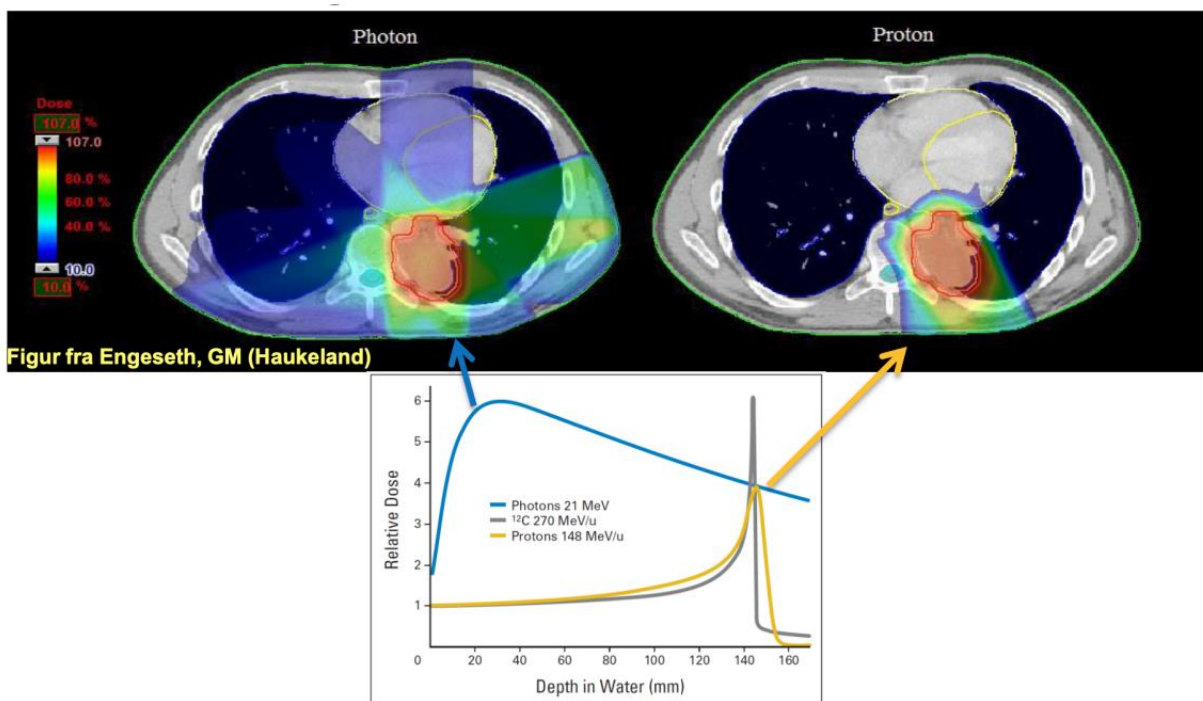 Photon
Proton
Dose
107.0 %
107.0
80.0 %
60.0 %
40.0 %
10.0
10.0 %
Figur fra Engeseth, GM (Haukeland)
Relative Dose
6
5
4
3
2
1
Photons 21 MeV
¹²C 270 MeV/u
Protons 148 MeV/u
0 20 40 60 80 100 120 140 160
Depth in Water (mm)